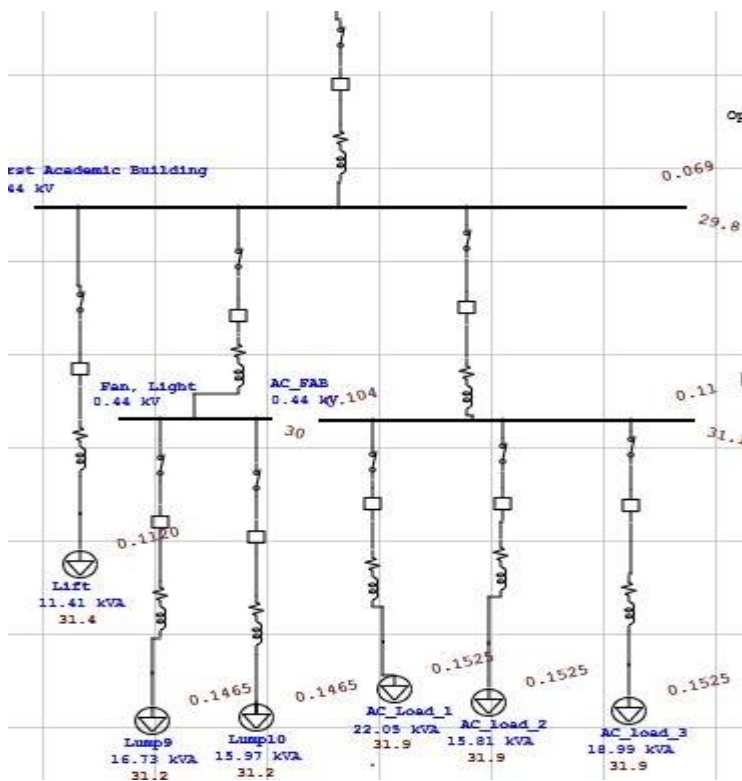 Op
rst Academic Building
44 kV
0.069
29.8
Fan, Light
0.44 kV
AC_FAB
0.44 kV
.104
30
0.11
31.1
0.1120
Lift
11.41 kVA
31.4
0.1465
0.1465
0.1525
0.1525
0.1525
Lump9
16.73 kVA
31.2
Lump10
15.97 kVA
31.2
AC_Load_1
22.05 kVA
31.9
AC_load_2
15.81 kVA
31.9
AC_load_3
18.99 kVA
31.9